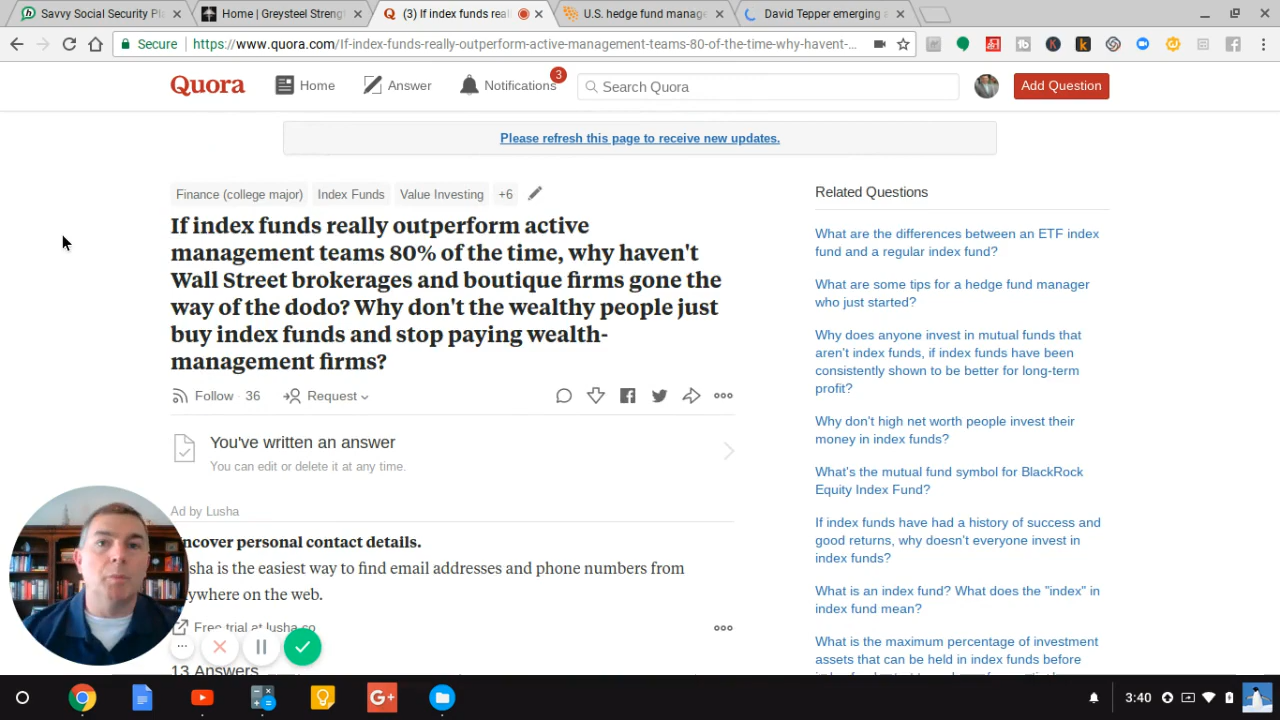 Savvy Social Security Pl
Home | Greysteel Streng
(3) If index funds reall
U.S. hedge fund manag
David Tepper emerging
Secure
https://www.quora.com/If-index-funds-really-outperform-active-management-teams-80-of-the-time-why-haven-...
Quora
Home
Answer
Notifications
3
Search Quora
Add Question
Please refresh this page to receive new updates.
Finance (college major)
Index Funds
Value Investing
+6
If index funds really outperform active
management teams 80% of the time, why haven't
Wall Street brokerages and boutique firms gone the
way of the dodo? Why don't the wealthy people just
buy index funds and stop paying wealth-
management firms?
Follow · 36
Request
You've written an answer
You can edit or delete it at any time.
Ad by Lusha
ncover personal contact details.
sha is the easiest way to find email addresses and phone numbers from
ywhere on the web.
Free trial at lusha.co
13 Answers
Related Questions
What are the differences between an ETF index
fund and a regular index fund?
What are some tips for a hedge fund manager
who just started?
Why does anyone invest in mutual funds that
aren't index funds, if index funds have been
consistently shown to be better for long-term
profit?
Why don't high net worth people invest their
money in index funds?
What's the mutual fund symbol for BlackRock
Equity Index Fund?
If index funds have had a history of success and
good returns, why doesn't everyone invest in
index funds?
What is an index fund? What does the "index" in
index fund mean?
What is the maximum percentage of investment
assets that can be held in index funds before
3:40